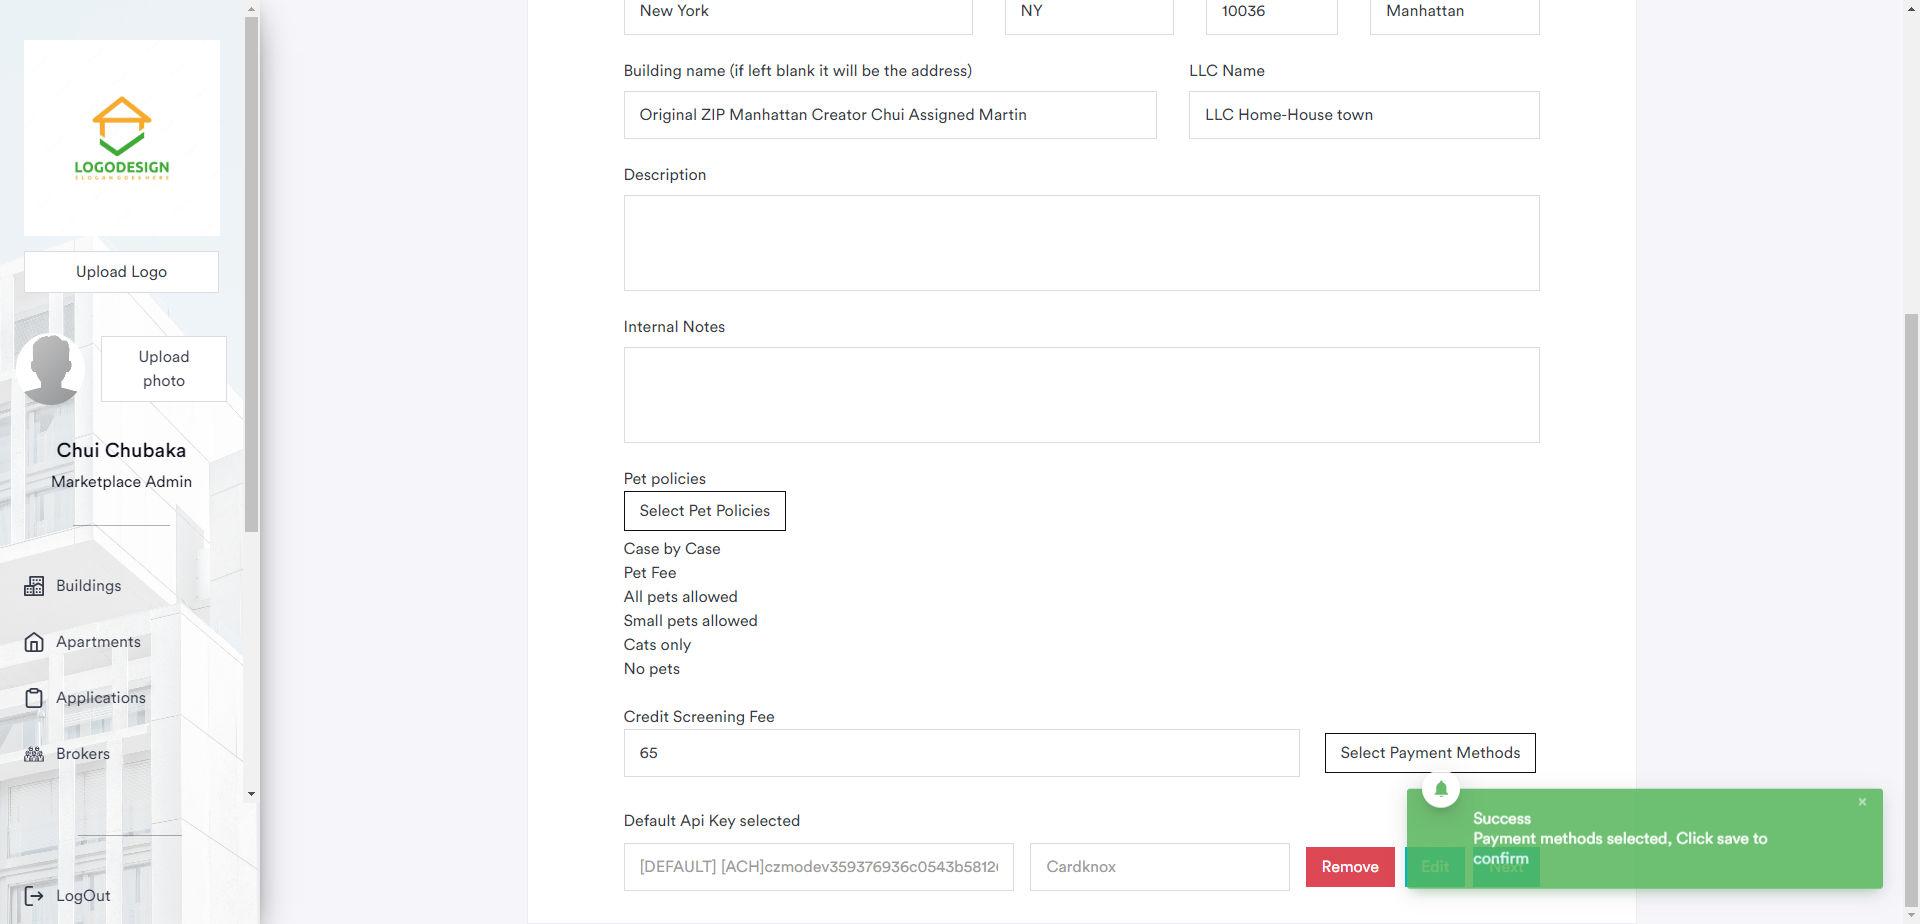 LOGODESIGN
SLOGANGOESHERE
Upload Logo
Upload
photo
Chui Chubaka
Marketplace Admin
Buildings
Apartments
Applications
Brokers
LogOut
New York
NY
10036
Manhattan
Building name (if left blank it will be the address)
LLC Name
Original ZIP Manhattan Creator Chui Assigned Martin
LLC Home-House town
Description
Internal Notes
Pet policies
Select Pet Policies
Case by Case
Pet Fee
All pets allowed
Small pets allowed
Cats only
No pets
Credit Screening Fee
65
Select Payment Methods
Default Api Key selected
[DEFAULT] [ACH]czmodev359376936c0543b5812
Cardknox
Remove
Edit
Next
Success
Payment methods selected, Click save to
confirm
×